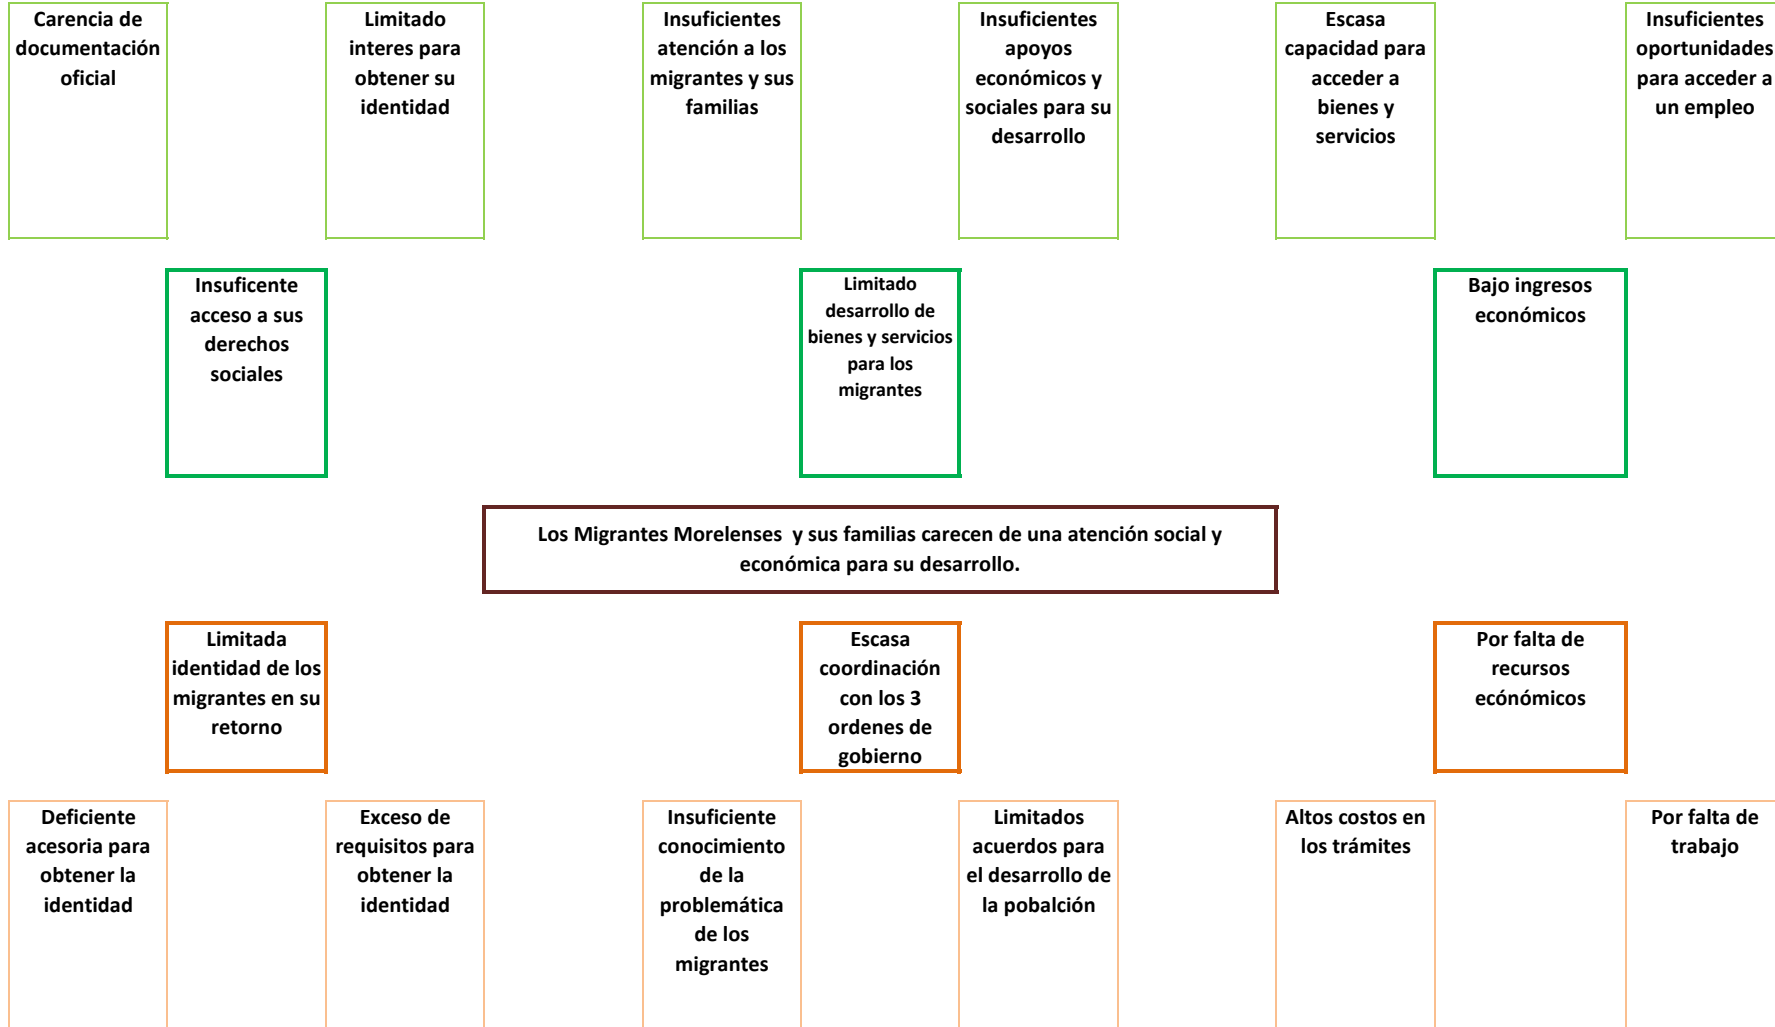 Carencia de
documentación
oficial
Limitado
interes para
obtener su
identidad
Insuficientes
atención a los
migrantes y sus
familias
Insuficientes
apoyos
económicos y
sociales para su
desarrollo
Escasa
capacidad para
acceder a
bienes y
servicios
Insuficientes
oportunidades
para acceder a
un empleo
Insuficente
acceso a sus
derechos
sociales
Limitado
desarrollo de
bienes y servicios
para los
migrantes
Bajo ingresos
económicos
Los Migrantes Morelenses y sus familias carecen de una atención social y
económica para su desarrollo.
Limitada
identidad de los
migrantes en su
retorno
Escasa
coordinación
con los 3
ordenes de
gobierno
Por falta de
recursos
ecónómicos
Deficiente
acesoria para
obtener la
identidad
Exceso de
requisitos para
obtener la
identidad
Insuficiente
conocimiento
de la
problemática
de los
migrantes
Limitados
acuerdos para
el desarrollo de
la pobalción
Altos costos en
los trámites
Por falta de
trabajo